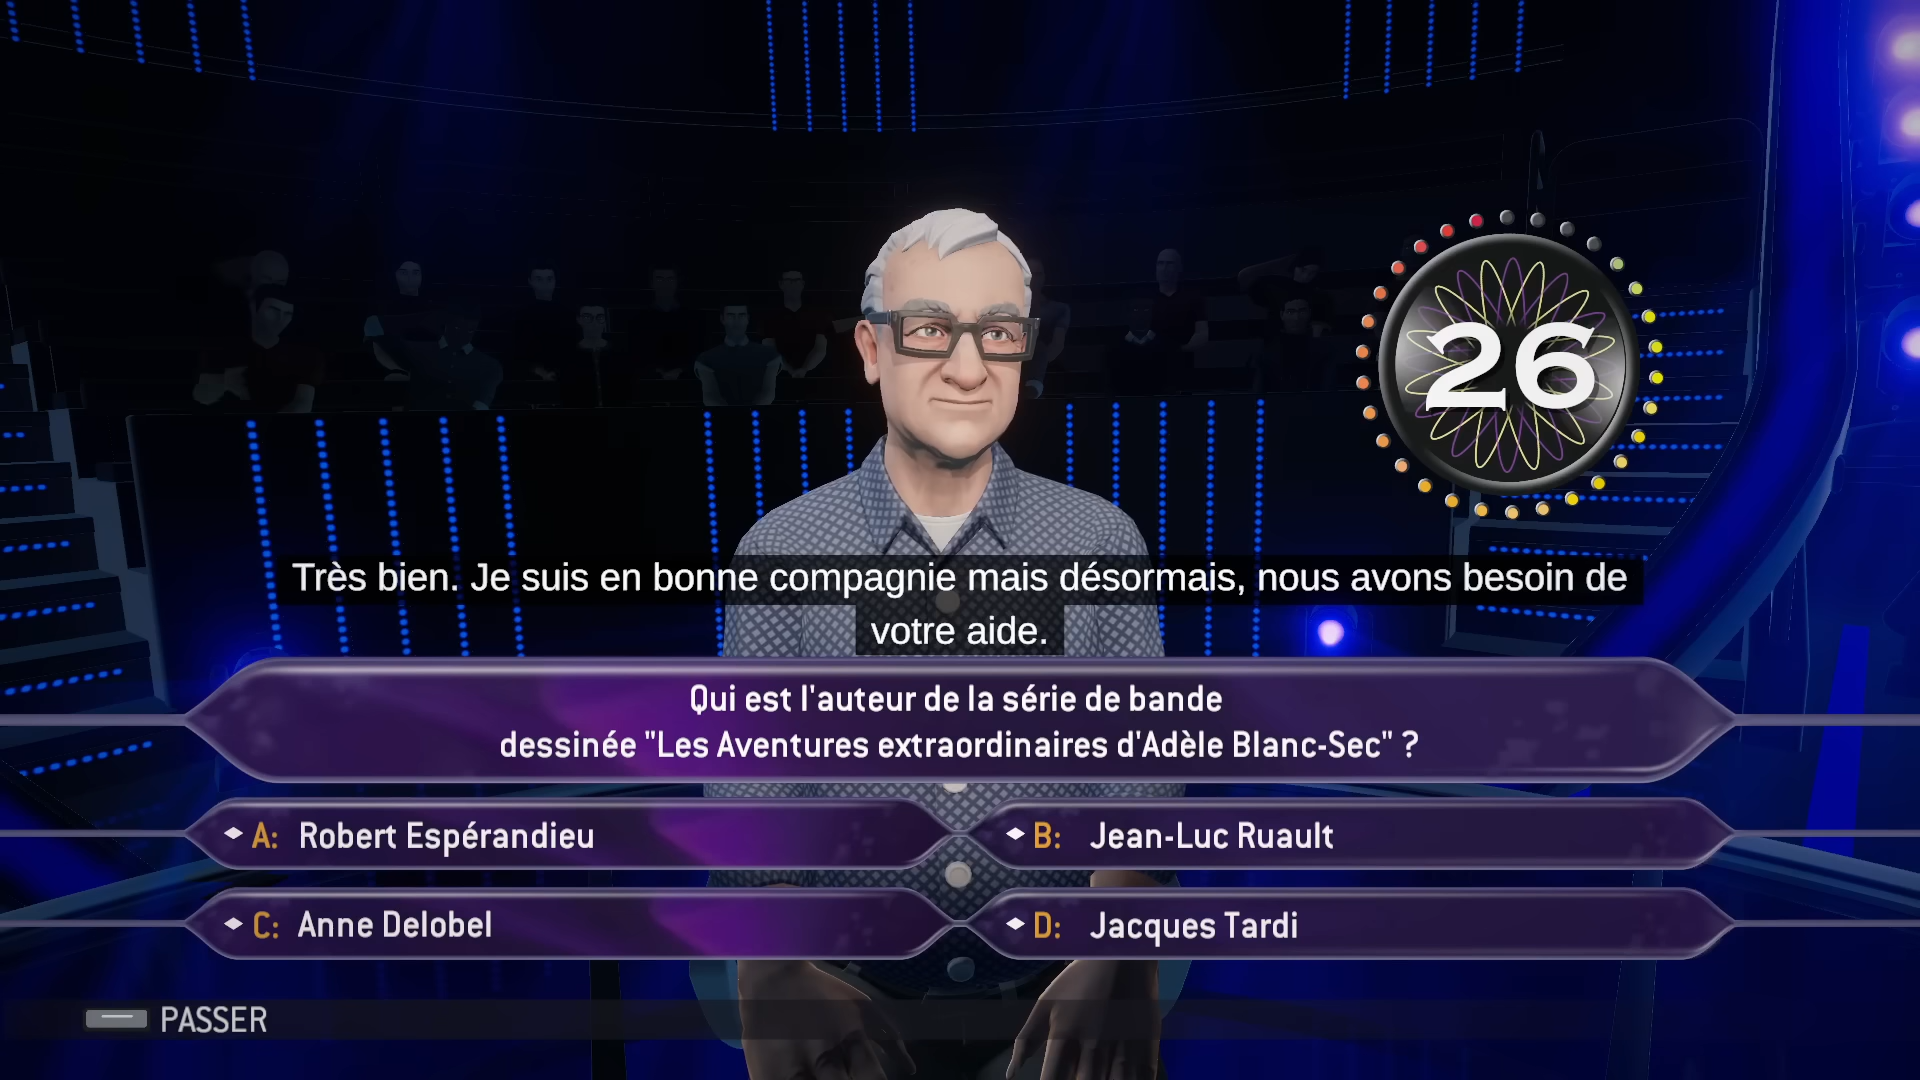 26
Très bien. Je suis en bonne compagnie mais désormais, nous avons besoin de
votre aide.
Qui est l'auteur de la série de bande
dessinée "Les Aventures extraordinaires d'Adèle Blanc-Sec" ?
A: Robert Espérandieu
B: Jean-Luc Ruault
C: Anne Delobel
D: Jacques Tardi
PASSER